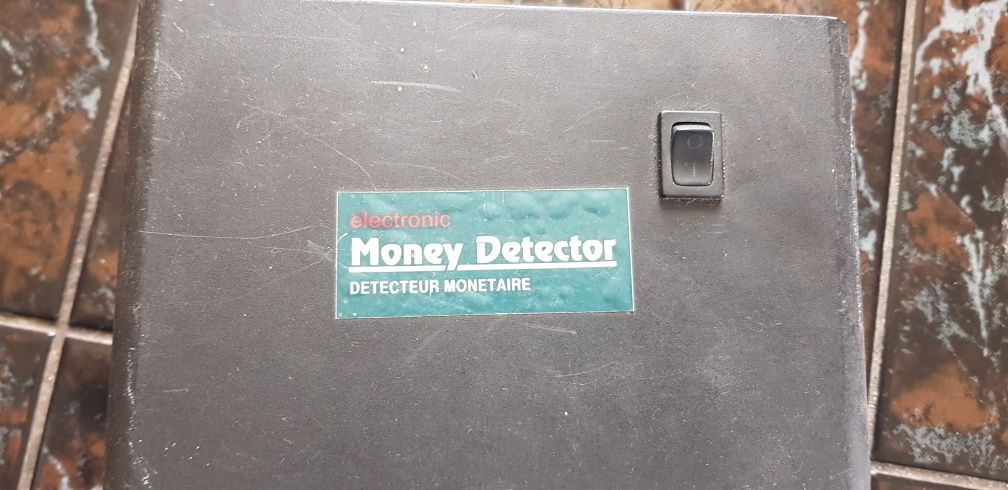 electronic
Money Detector
DETECTEUR MONETAIRE
O
I